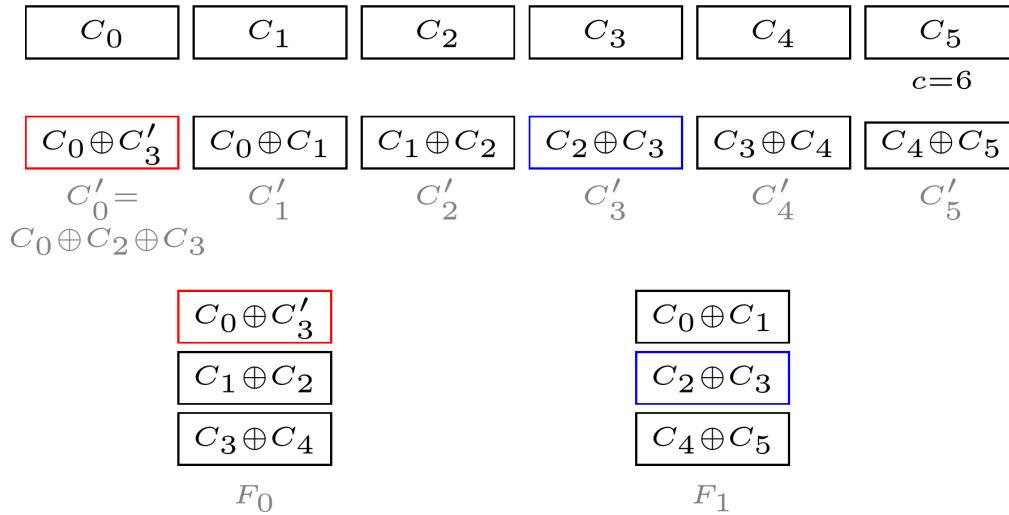 C₀ C₁ C₂ C₃ C₄ C₅
c=6
C₀⊕C′₃ C₀⊕C₁ C₁⊕C₂ C₂⊕C₃ C₃⊕C₄ C₄⊕C₅
C′₀= C′₁ C′₂ C′₃ C′₄ C′₅
C₀⊕C₂⊕C₃
C₀⊕C′₃ C₀⊕C₁
C₁⊕C₂ C₂⊕C₃
C₃⊕C₄ C₄⊕C₅
F₀ F₁